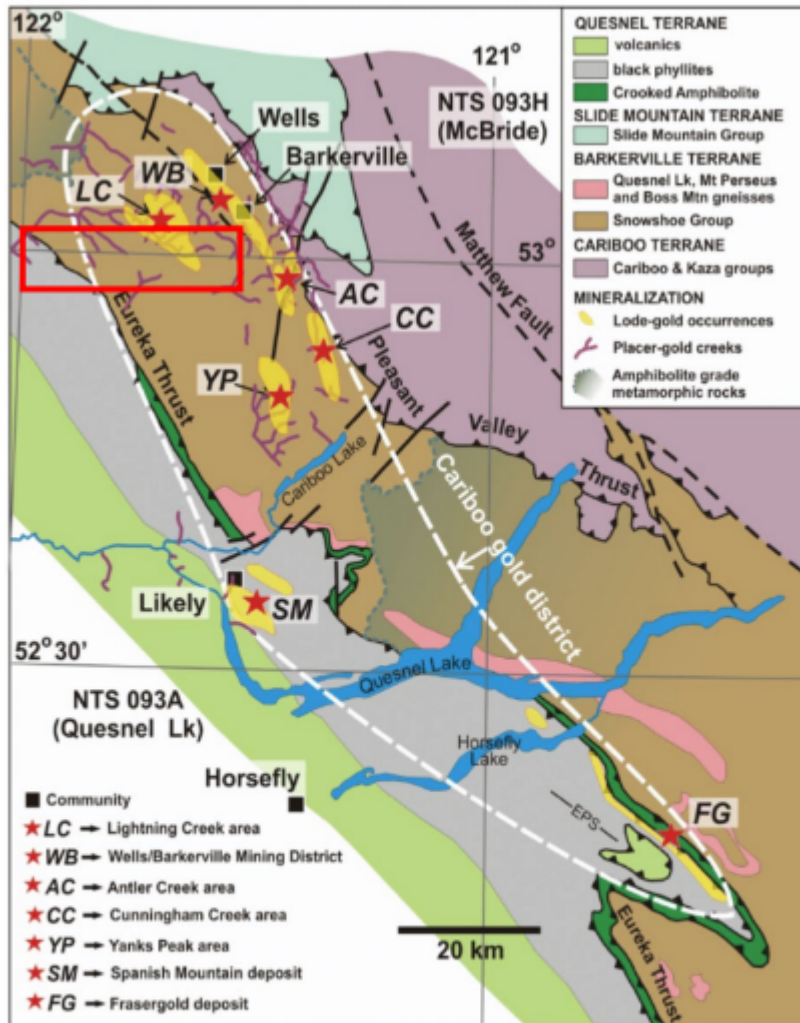 122°
121°
NTS 093H
(McBride)
Wells
Barkerville
WB
LC
53°
AC
CC
YP
Matthew Fault
Eureka Thrust
Pleasant
Valley
Thrust
Cariboo Lake
Cariboo gold district
Likely
SM
52° 30'
Quesnel Lake
NTS 093A
(Quesnel Lk)
Horsefly
Lake
Horsefly
EPS
FG
Eureka Thrust
20 km
QUESNEL TERRANE
volcanics
black phyllites
Crooked Amphibolite
SLIDE MOUNTAIN TERRANE
Slide Mountain Group
BARKERVILLE TERRANE
Quesnel Lk, Mt Perseus
and Boss Mtn gneisses
Snowshoe Group
CARIBOO TERRANE
Cariboo & Kaza groups
MINERALIZATION
Lode-gold occurrences
Placer-gold creeks
Amphibolite grade
metamorphic rocks
Community
LC → Lightning Creek area
WB → Wells/Barkerville Mining District
AC → Antler Creek area
CC → Cunningham Creek area
YP → Yanks Peak area
SM → Spanish Mountain deposit
FG → Frasergold deposit